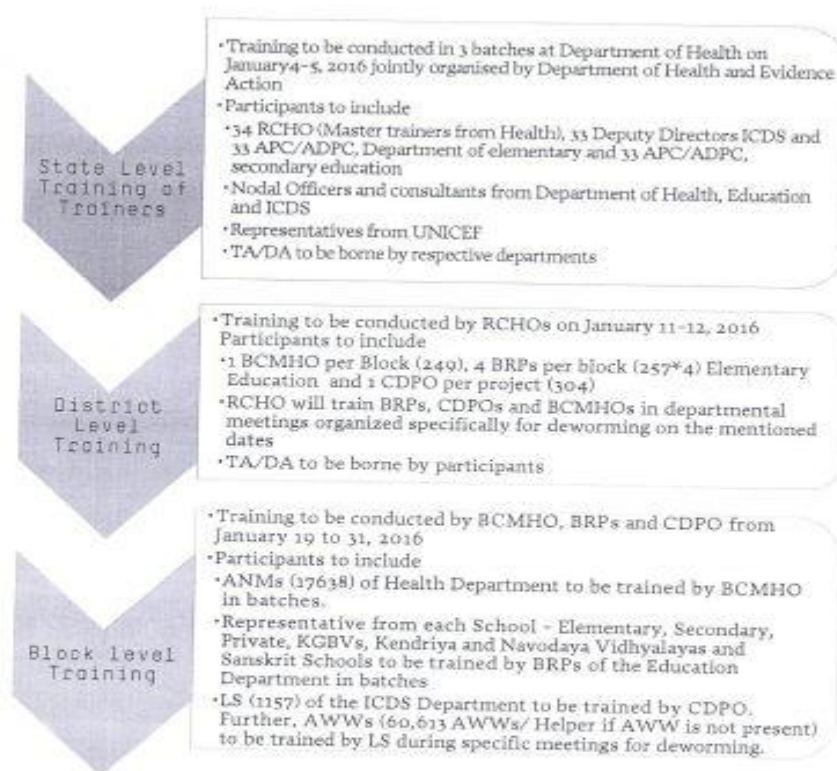 State Level
Training of
Trainers
•Training to be conducted in 3 batches at Department of Health on
January4-5, 2016 jointly organised by Department of Health and Evidence
Action
•Participants to include
•34 RCHO (Master trainers from Health), 33 Deputy Directors ICDS and
33 APC/ADPC, Department of elementary and 33 APC/ADPC,
secondary education
•Nodal Officers and consultants from Department of Health, Education
and ICDS
•Representatives from UNICEF
•TA/DA to be borne by respective departments
District
Level
Training
•Training to be conducted by RCHOs on January 11-12, 2016
Participants to include
•1 BCMHO per Block (249), 4 BRPs per block (257*4) Elementary
Education and 1 CDPO per project (304)
•RCHO will train BRPs, CDPOs and BCMHOs in departmental
meetings organized specifically for deworming on the mentioned
dates
•TA/DA to be borne by participants
Block level
Training
•Training to be conducted by BCMHO, BRPs and CDPO from
January 19 to 31, 2016
•Participants to include
•ANMs (17638) of Health Department to be trained by BCMHO
in batches.
•Representative from each School - Elementary, Secondary,
Private, KGBVs, Kendriya and Navodaya Vidhyalayas and
Sanskrit Schools to be trained by BRPs of the Education
Department in batches
•LS (1157) of the ICDS Department to be trained by CDPO.
Further, AWWs (60,613 AWWs/ Helper if AWW is not present)
to be trained by LS during specific meetings for deworming.